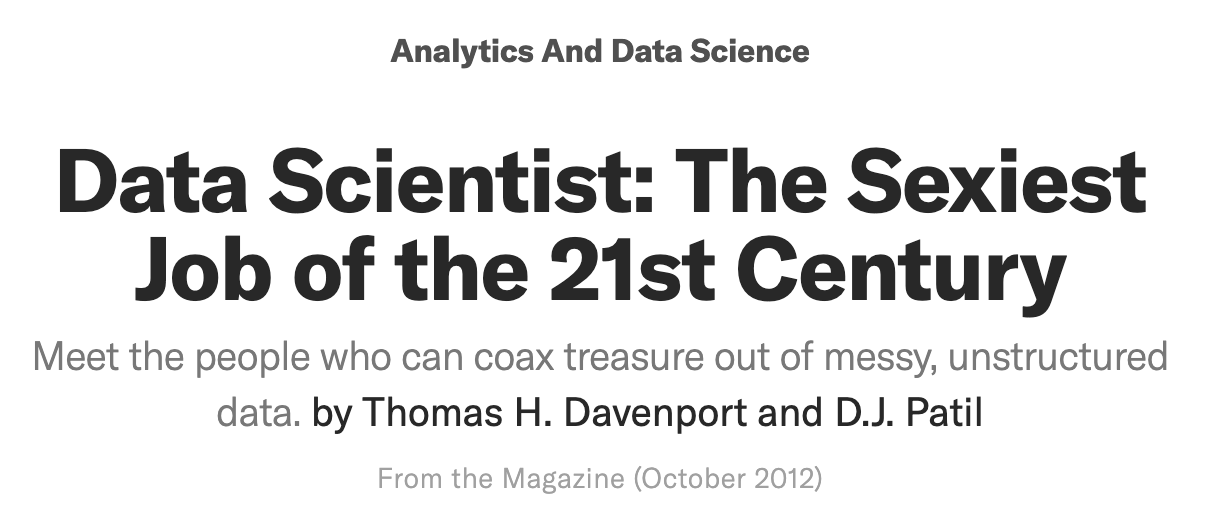 Analytics And Data Science
Data Scientist: The Sexiest
Job of the 21st Century
Meet the people who can coax treasure out of messy, unstructured
data. by Thomas H. Davenport and D.J. Patil
From the Magazine (October 2012)